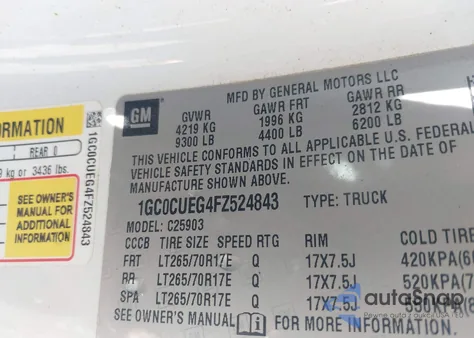 ORMATION
REAR 0
kg or 3436 lbs.
SEE OWNER'S
MANUAL FOR
ADDITIONAL
INFORMATION
1GC0CUEG4FZ524843
GM
MFD BY GENERAL MOTORS LLC
GVWR GAWR FRT GAWR RR
4219 KG 1996 KG 2812 KG
9300 LB 4400 LB 6200 LB
THIS VEHICLE CONFORMS TO ALL APPLICABLE U.S. FEDERAL
VEHICLE SAFETY STANDARDS IN EFFECT ON THE DATE OF
MANUFACTURE SHOWN ABOVE.
1GC0CUEG4FZ524843 TYPE: TRUCK
MODEL: C25903
CCCB TIRE SIZE SPEED RTG RIM COLD TIRE
FRT LT265/70R17E Q 17X7.5J 420KPA(6
RR LT265/70R17E Q 17X7.5J 520KPA(7
SPA LT265/70R17E Q 17X7.5J
SEE OWNER'S MANUAL FOR MORE INFORMATION.
autoSnap